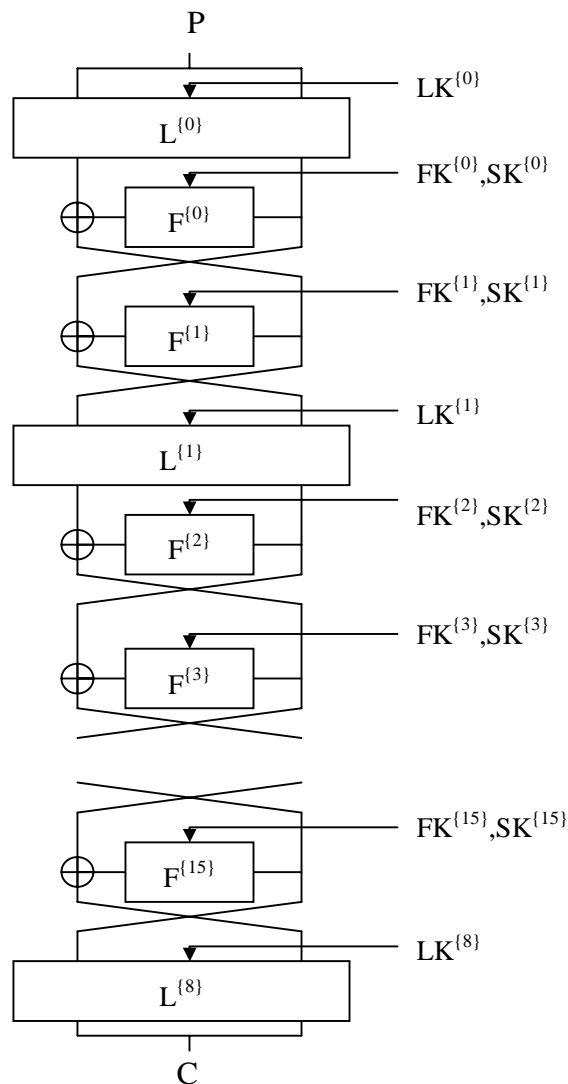 P
LK^{0}
L^{0}
FK^{0},SK^{0}
F^{0}
FK^{1},SK^{1}
F^{1}
LK^{1}
L^{1}
FK^{2},SK^{2}
F^{2}
FK^{3},SK^{3}
F^{3}
FK^{15},SK^{15}
F^{15}
LK^{8}
L^{8}
C